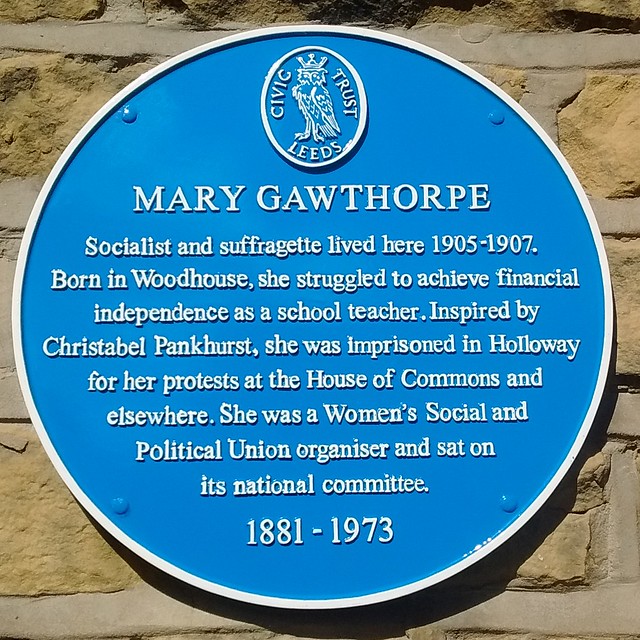 CIVIC TRUST
LEEDS
MARY GAWTHORPE
Socialist and suffragette lived here 1905-1907.
Born in Woodhouse, she struggled to achieve financial
independence as a school teacher. Inspired by
Christabel Pankhurst, she was imprisoned in Holloway
for her protests at the House of Commons and
elsewhere. She was a Women's Social and
Political Union organiser and sat on
its national committee.
1881 - 1973